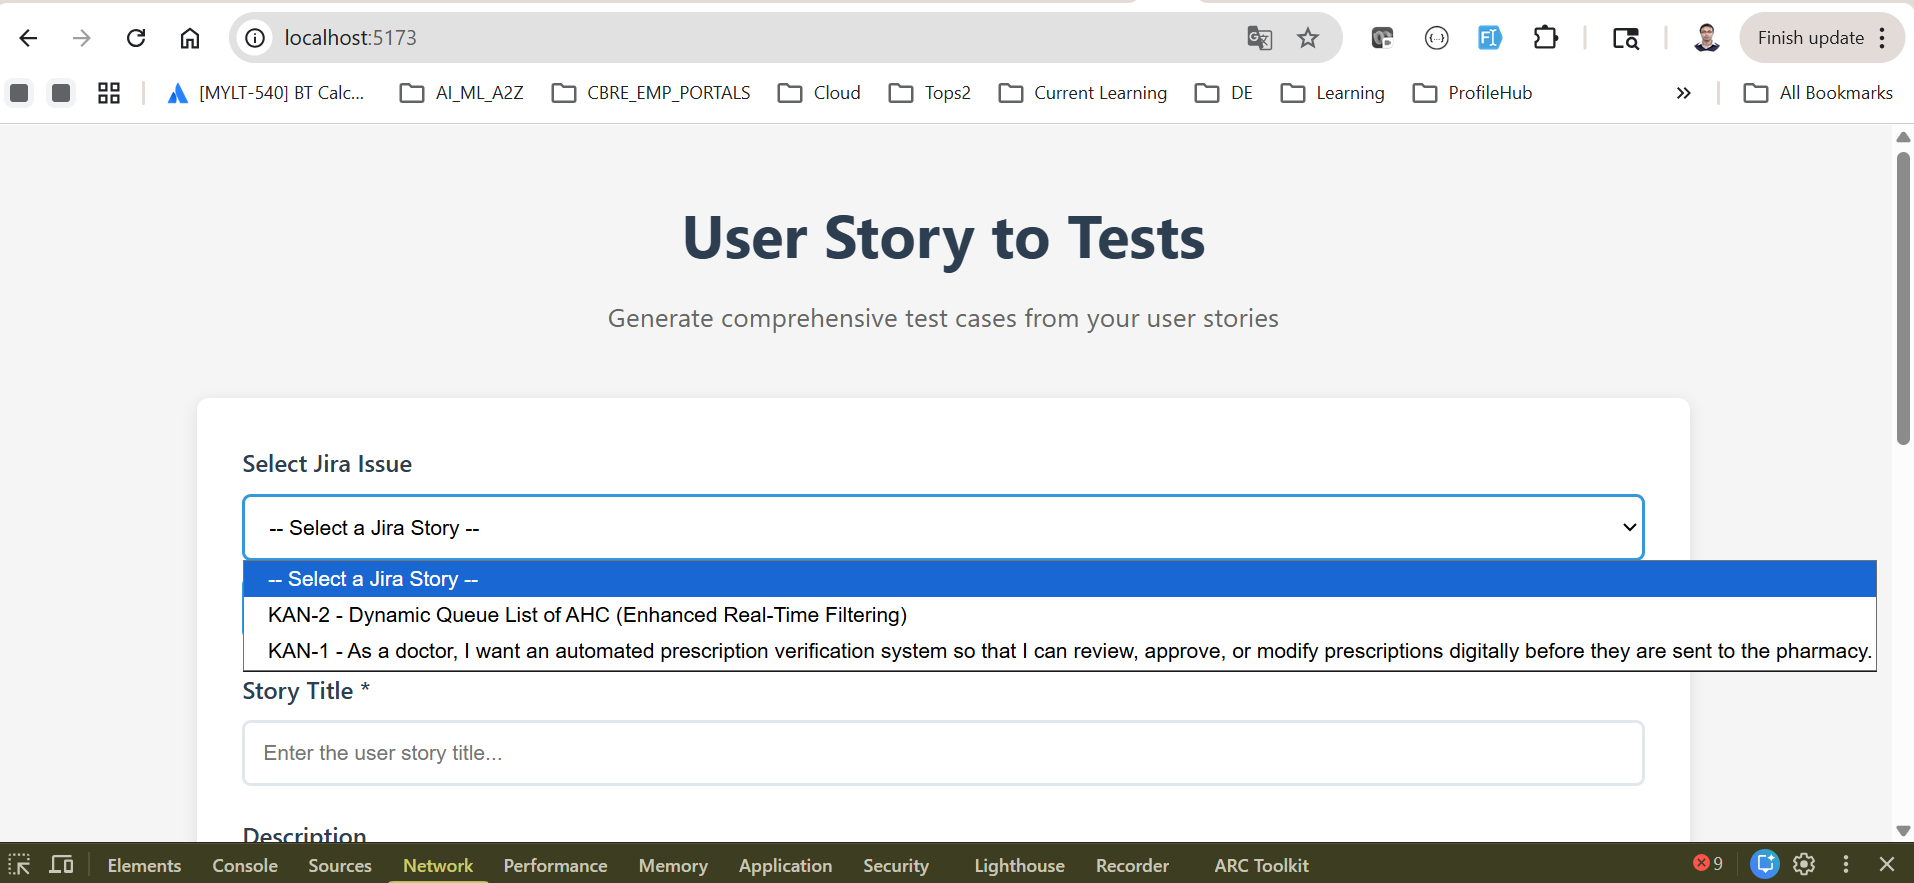 localhost:5173
Finish update
[MYLT-540] BT Calc...
AI_ML_A2Z
CBRE_EMP_PORTALS
Cloud
Tops2
Current Learning
DE
Learning
ProfileHub
All Bookmarks
User Story to Tests
Generate comprehensive test cases from your user stories
Select Jira Issue
-- Select a Jira Story --
-- Select a Jira Story --
KAN-2 - Dynamic Queue List of AHC (Enhanced Real-Time Filtering)
KAN-1 - As a doctor, I want an automated prescription verification system so that I can review, approve, or modify prescriptions digitally before they are sent to the pharmacy.
Story Title *
Enter the user story title...
Description
Elements
Console
Sources
Network
Performance
Memory
Application
Security
Lighthouse
Recorder
ARC Toolkit
9